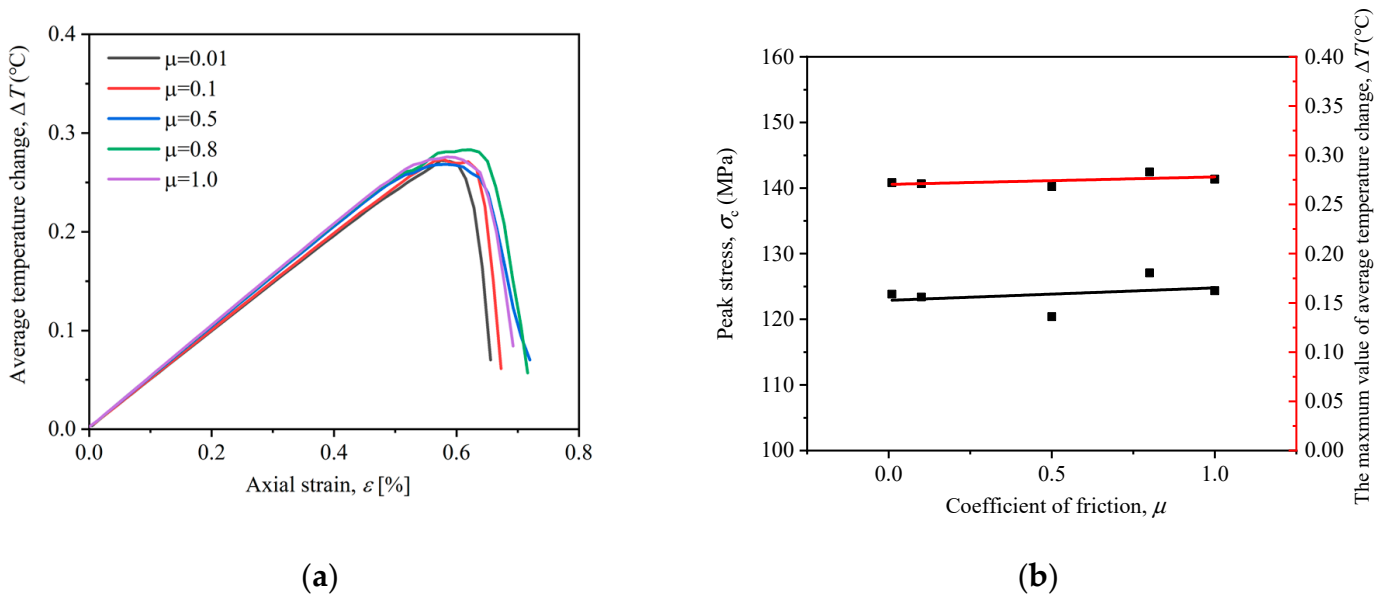 Average temperature change, ΔT (°C)
0.4
0.3
0.2
0.1
0.0
μ=0.01
μ=0.1
μ=0.5
μ=0.8
μ=1.0
0.0 0.2 0.4 0.6 0.8
Axial strain, ε [%]
(a)
Peak stress, σc (MPa)
160
150
140
130
120
110
100
0.0 0.5 1.0
Coefficient of friction, μ
0.40
0.35
0.30
0.25
0.20
0.15
0.10
0.05
0.00
The maxmum value of average temperature change, ΔT(°C)
(b)